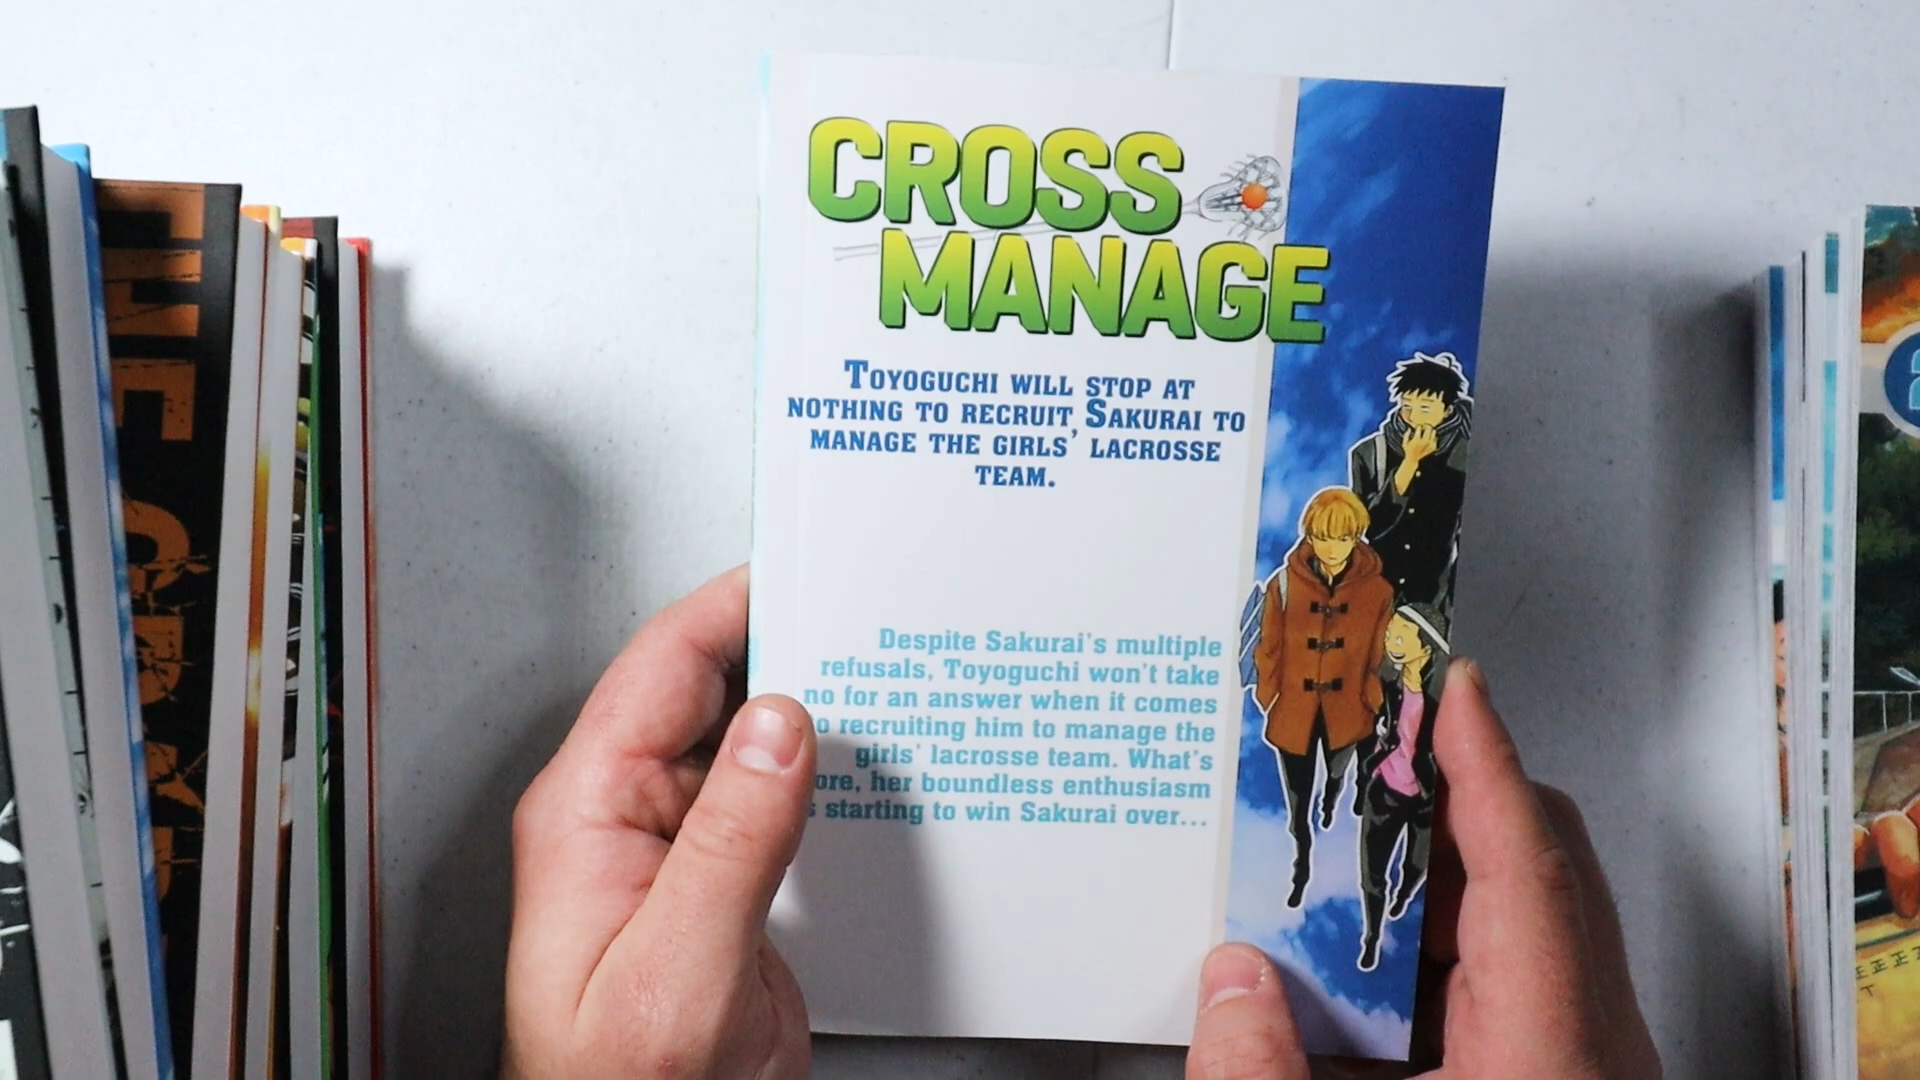 CROSS
MANAGE
TOYOGUCHI WILL STOP AT
NOTHING TO RECRUIT SAKURAI TO
MANAGE THE GIRLS' LACROSSE
TEAM.
Despite Sakurai's multiple
refusals, Toyoguchi won't take
no for an answer when it comes
recruiting him to manage the
girls' lacrosse team. What's
her boundless enthusiasm
starting to win Sakurai over...